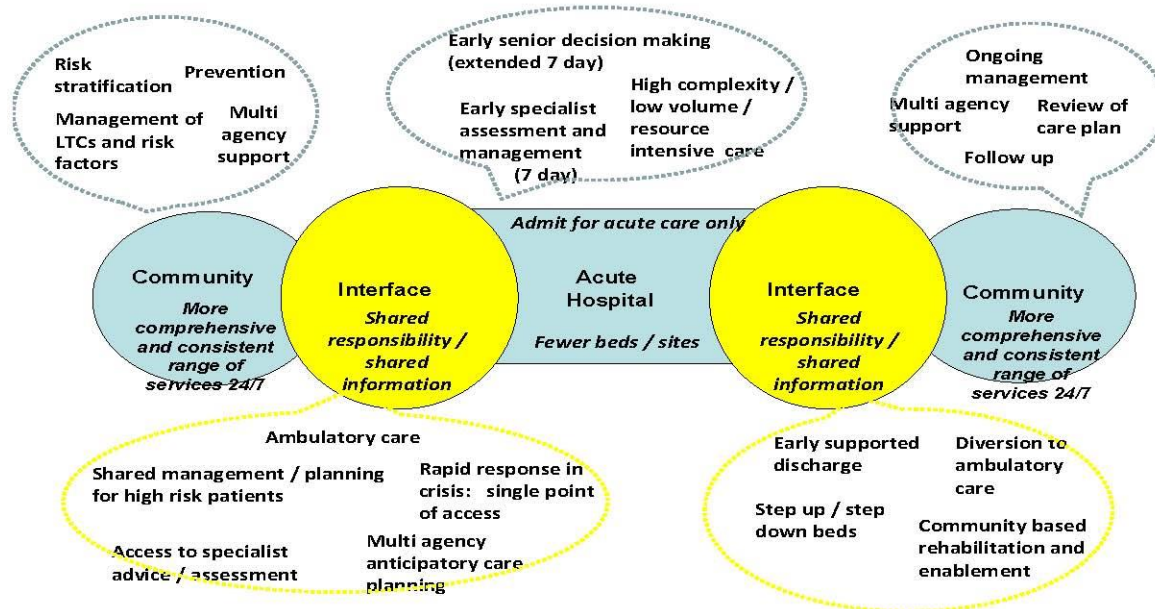 Risk
stratification
Prevention
Management of
LTCs and risk
factors
Multi
agency
support
Early senior decision making
(extended 7 day)
Early specialist
assessment and
management
(7 day)
High complexity /
low volume /
resource
intensive care
Ongoing
management
Multi agency
support
Review of
care plan
Follow up
Community
More
comprehensive
and consistent
range of
services 24/7
Interface
Shared
responsibility /
shared
information
Admit for acute care only
Acute
Hospital
Fewer beds / sites
Interface
Shared
responsibility /
shared
information
Community
More
comprehensive
and consistent
range of
services 24/7
Ambulatory care
Shared management / planning
for high risk patients
Rapid response in
crisis: single point
of access
Access to specialist
advice / assessment
Multi agency
anticipatory care
planning
Early supported
discharge
Diversion to
ambulatory
care
Step up / step
down beds
Community based
rehabilitation and
enablement